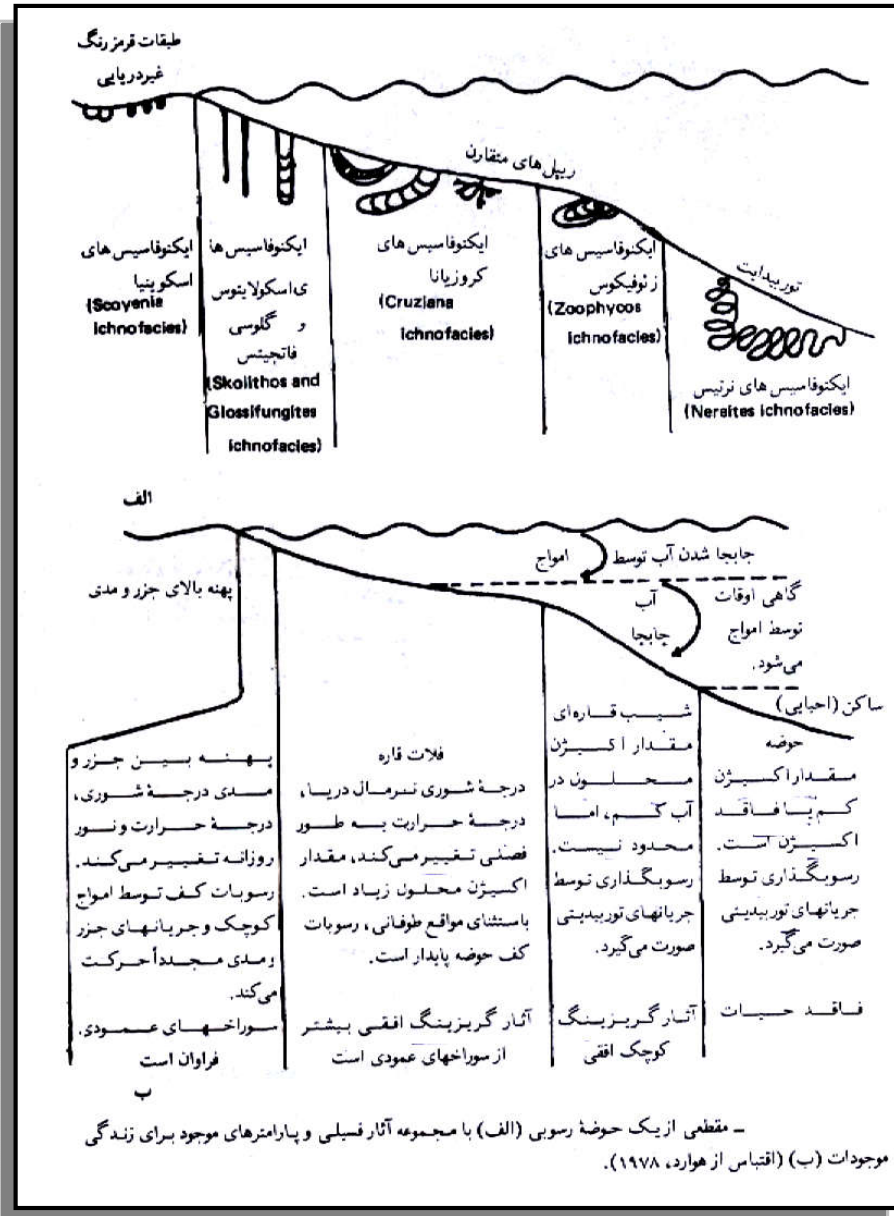 طبقات قرمز رنگ
غیردریایی
ریپل های متقارن
توربیدایت
ایکنوفاسیس های
اسکوینیا
(Scoyenia
ichnofacies)
ایکنوفاسیس ها
ی اسکولایتوس
و گلوسی
فانجیتس
(Skolithos and
Glossifungites
ichnofacies)
ایکنوفاسیس های
کروزیانا
(Cruziana
ichnofacies)
ایکنوفاسیس های
زئوفیکوس
(Zoophycos
ichnofacies)
ایکنوفاسیس های نرتیس
(Nereites ichnofacies)
الف
جابجا شدن آب توسط امواج
گاهی اوقات آب
توسط امواج جابجا
می شود.
ساکن (احیایی)
پهنه بالای جزر و مدی
پهنه بین جزر و
مدی درجهٔ شوری،
درجهٔ حرارت و نور
روزانه تغییر می‌کند.
رسوبات کف توسط امواج
کوچک و جریانهای جزر
و مدی مجدداً حرکت
می‌کند.
سوراخهای عمودی.
فراوان است
فلات قاره
درجهٔ شوری نرمال دریا،
درجهٔ حرارت به طور
فصلی تغییر می‌کند، مقدار
اکسیژن محلول زیاد است.
باستثنای مواقع طوفانی، رسوبات
کف حوضه پایدار است.
آثار گریزینگ افقی بیشتر
از سوراخهای عمودی است
شیب قاره‌ای
مقدار اکسیژن
محلول در
آب کم، اما
محدود نیست.
رسوبگذاری توسط
جریانهای توربیدیتی
صورت می‌گیرد.
آثار گریزینگ
کوچک افقی
حوضه
مقدار اکسیژن
کم یا فاقد
اکسیژن است.
رسوبگذاری توسط
جریانهای توربیدیتی
صورت می‌گیرد.
فاقد حیات
ب
– مقطعی از یک حوضهٔ رسوبی (الف) با مجموعه آثار فسیلی و پارامترهای موجود برای زندگی
موجودات (ب) (اقتباس از هوارد، ۱۹۷۸).